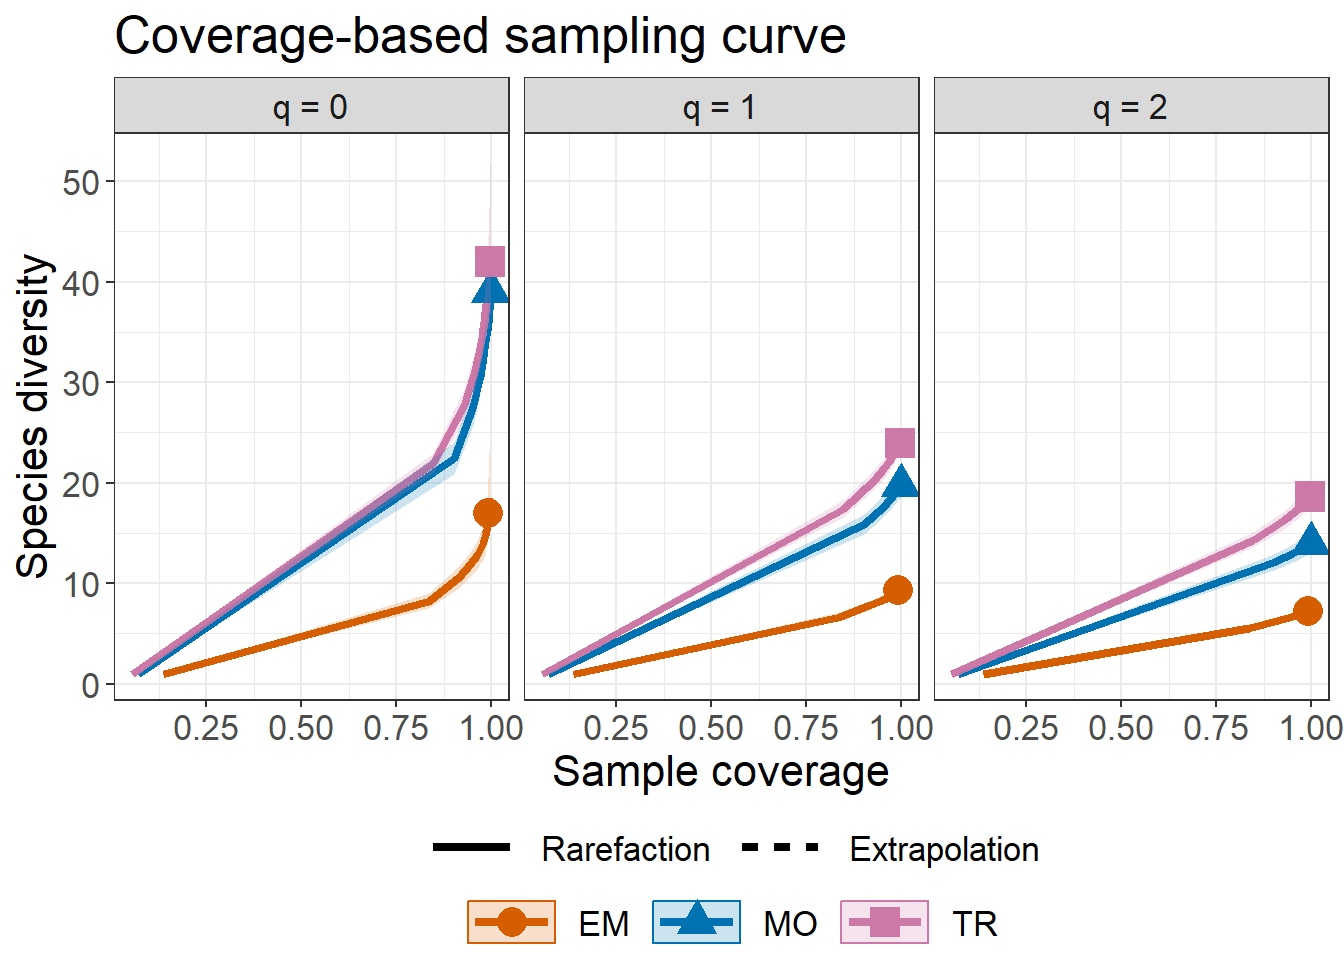 Coverage-based sampling curve
q = 0
q = 1
q = 2
Species diversity
50
40
30
20
10
0
0.25 0.50 0.75 1.00
0.25 0.50 0.75 1.00
0.25 0.50 0.75 1.00
Sample coverage
Rarefaction Extrapolation
EM MO TR